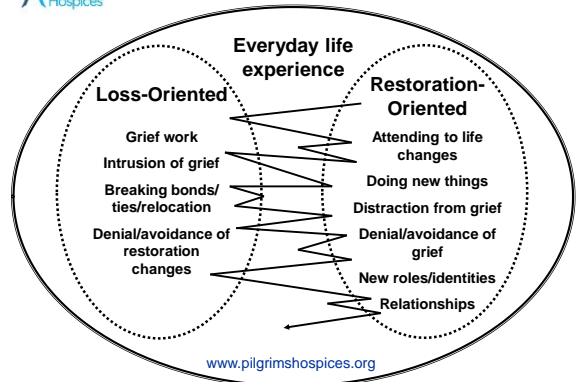 Hospices
Everyday life
experience
Loss-Oriented
Grief work
Intrusion of grief
Breaking bonds/
ties/relocation
Denial/avoidance of
restoration
changes
Restoration-
Oriented
Attending to life
changes
Doing new things
Distraction from grief
Denial/avoidance of
grief
New roles/identities
Relationships
www.pilgrimshospices.org